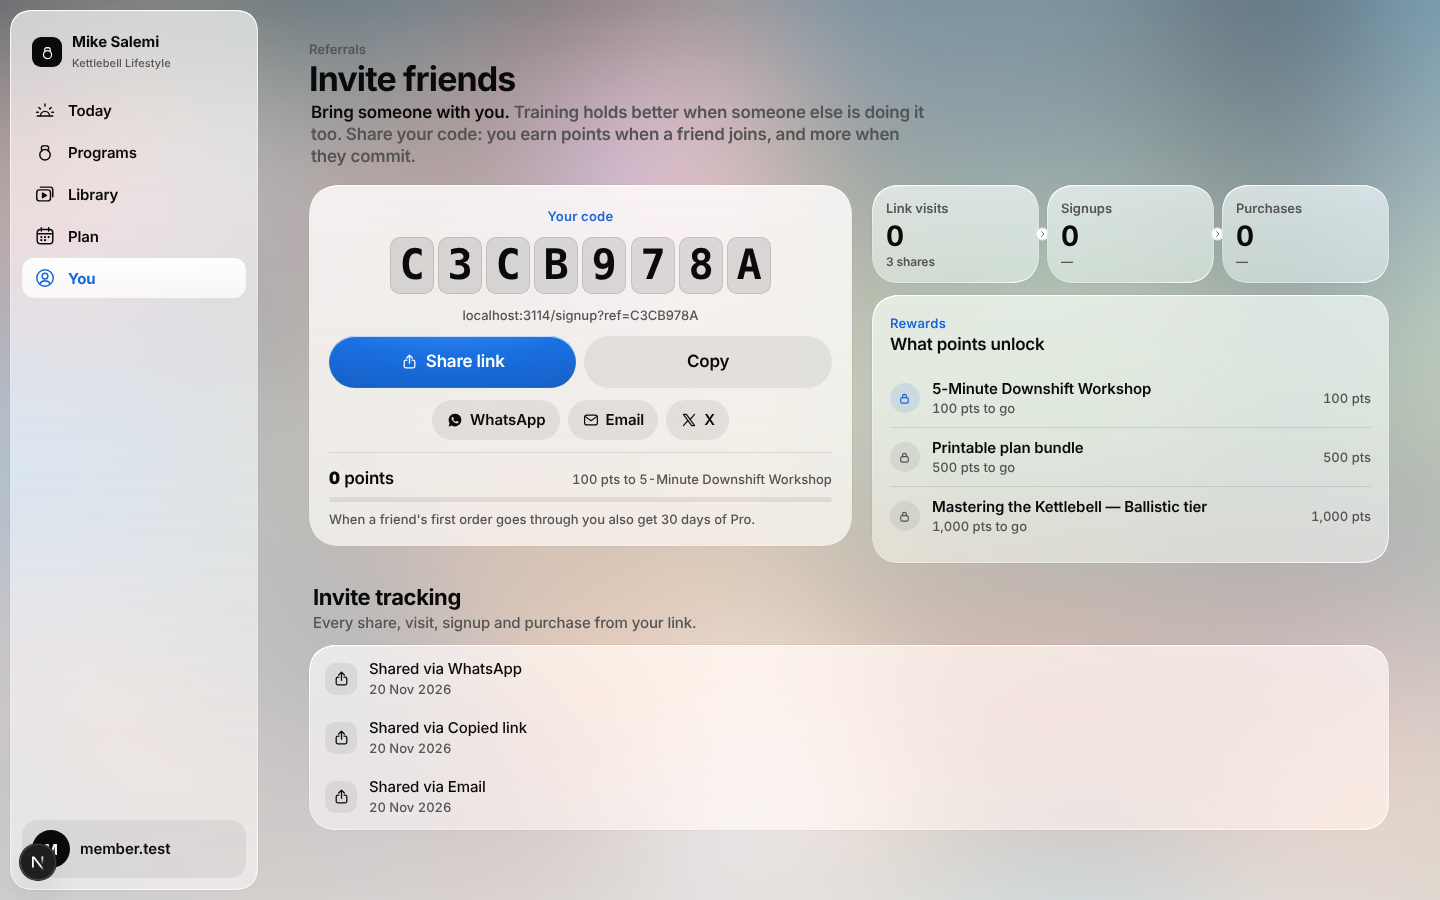 Mike Salemi
Kettlebell Lifestyle
Today
Programs
Library
Plan
You
member.test
N
Referrals
Invite friends
Bring someone with you. Training holds better when someone else is doing it
too. Share your code: you earn points when a friend joins, and more when
they commit.
Your code
C3CB978A
localhost:3114/signup?ref=C3CB978A
Share link
Copy
WhatsApp
Email
X
0 points
100 pts to 5-Minute Downshift Workshop
When a friend's first order goes through you also get 30 days of Pro.
Link visits
0
3 shares
Signups
0
—
Purchases
0
—
Rewards
What points unlock
5-Minute Downshift Workshop
100 pts to go
100 pts
Printable plan bundle
500 pts to go
500 pts
Mastering the Kettlebell — Ballistic tier
1,000 pts to go
1,000 pts
Invite tracking
Every share, visit, signup and purchase from your link.
Shared via WhatsApp
20 Nov 2026
Shared via Copied link
20 Nov 2026
Shared via Email
20 Nov 2026